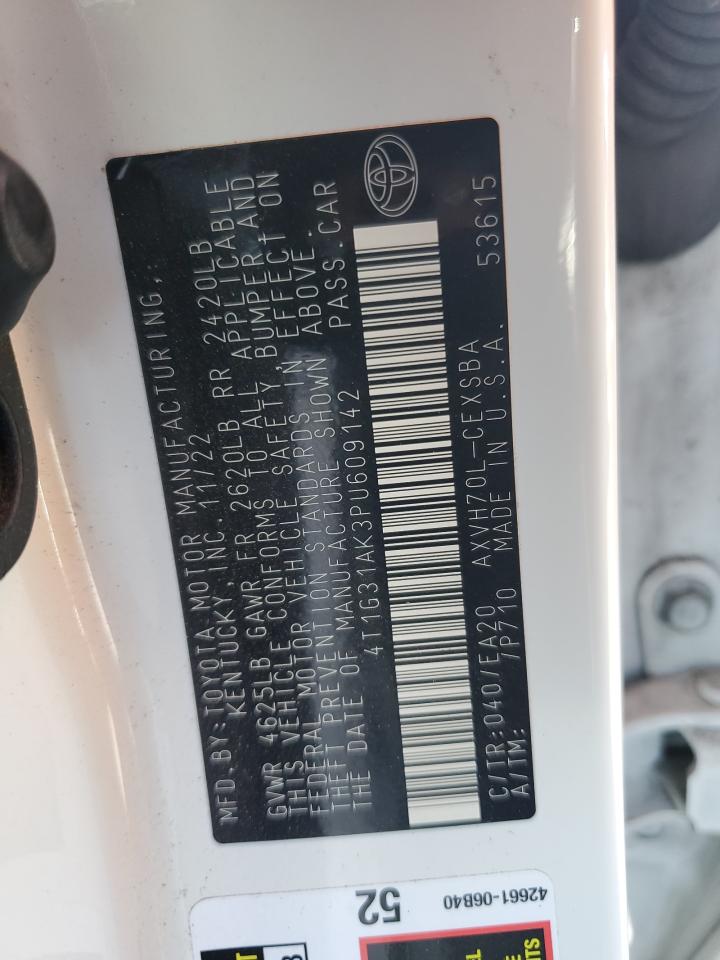 MFD.BY:TOYOTA MOTOR MANUFACTURING,
KENTUCKY,INC. 11/22
GVWR 4625LB GAWR FR 2620LB RR 2420LB
THIS VEHICLE CONFORMS TO ALL APPLICABLE
FEDERAL MOTOR VEHICLE SAFETY, BUMPER AND
THEFT PREVENTION STANDARDS IN EFFECT ON
THE DATE OF MANUFACTURE SHOWN ABOVE.
4T1G31AK3PU609142 PASS.CAR
C/TR:040/EA20 AXVH70L-CEXSBA
A/TM: /P710 MADE IN U.S.A. 53615
52
42661-06B40